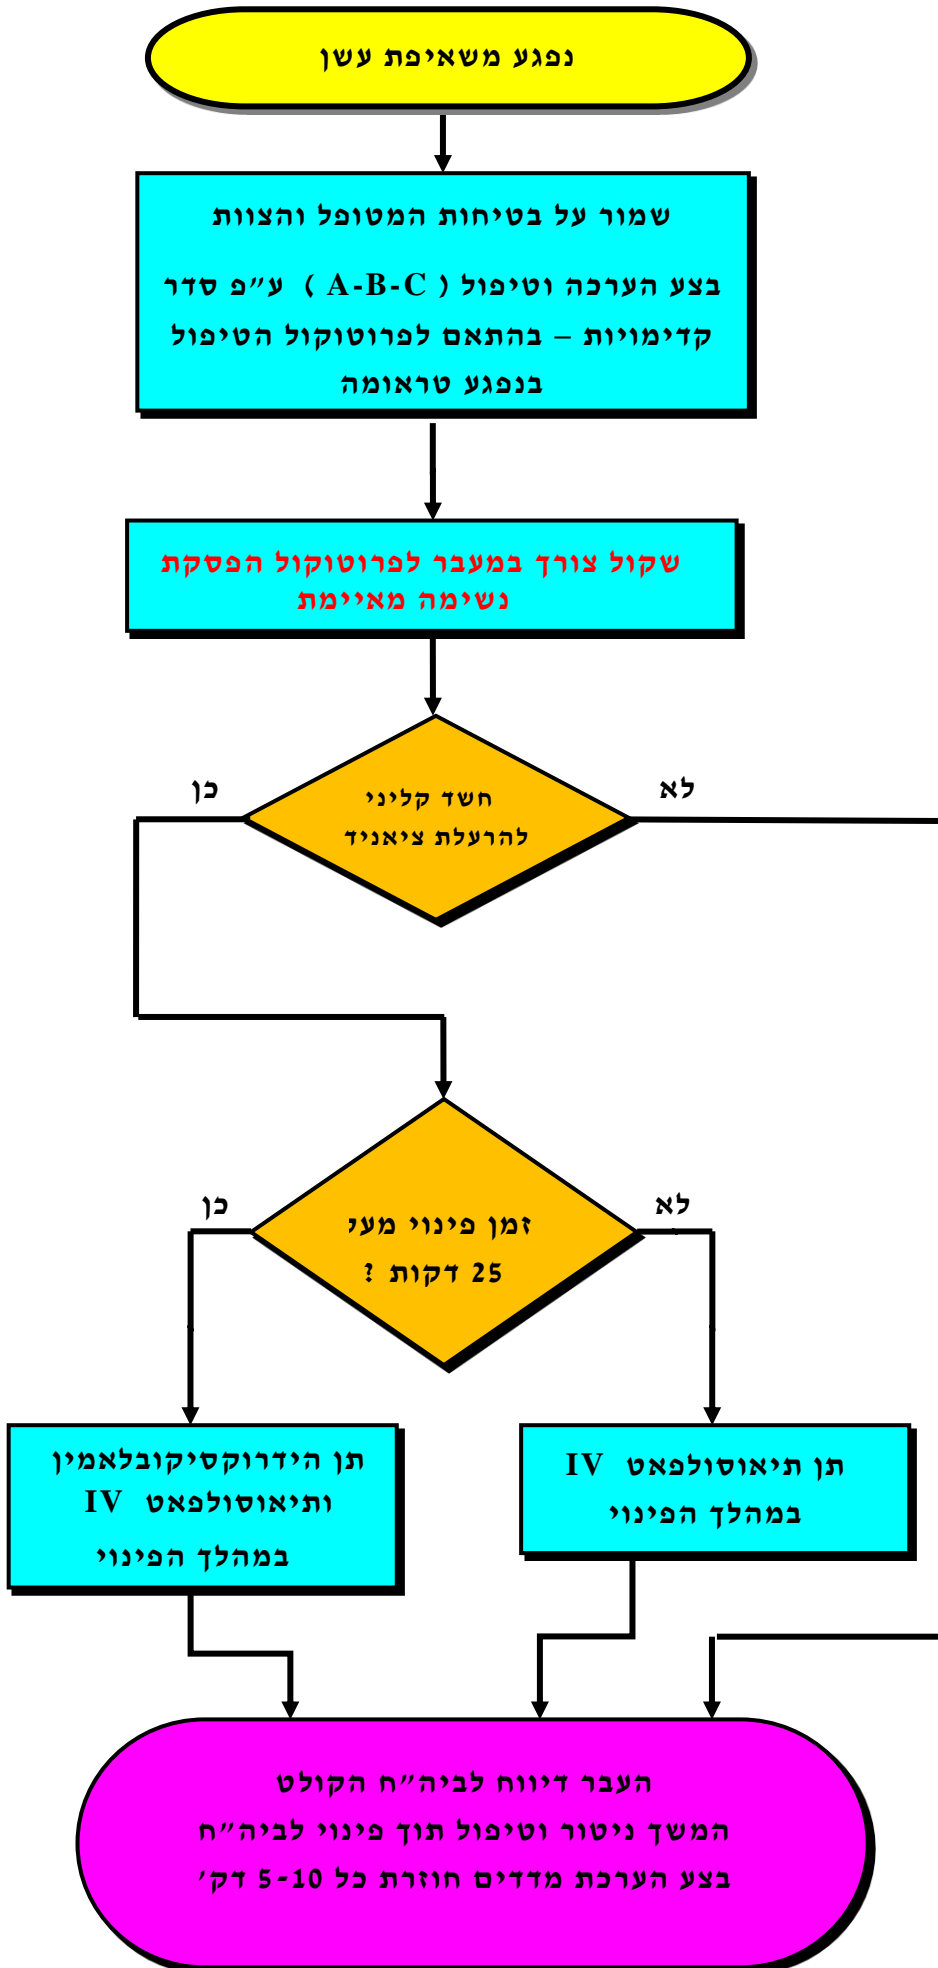 נפגע משאיפת עשן
שמור על בטיחות המטופל והצוות
בצע הערכה וטיפול ( A-B-C ) ע״פ סדר
קדימויות – בהתאם לפרוטוקול הטיפול
בנפגע טראומה
שקול צורך במעבר לפרוטוקול הפסקת
נשימה מאיימת
חשד קליני
להרעלת ציאניד
כן
לא
זמן פינוי מעל
25 דקות ?
כן
לא
תן תיאוסולפאט IV
במהלך הפינוי
תן הידרוקסיקובלאמין
ותיאוסולפאט IV
במהלך הפינוי
העבר דיווח לביה״ח הקולט
המשך ניטור וטיפול תוך פינוי לביה״ח
בצע הערכת מדדים חוזרת כל 5-10 דק׳